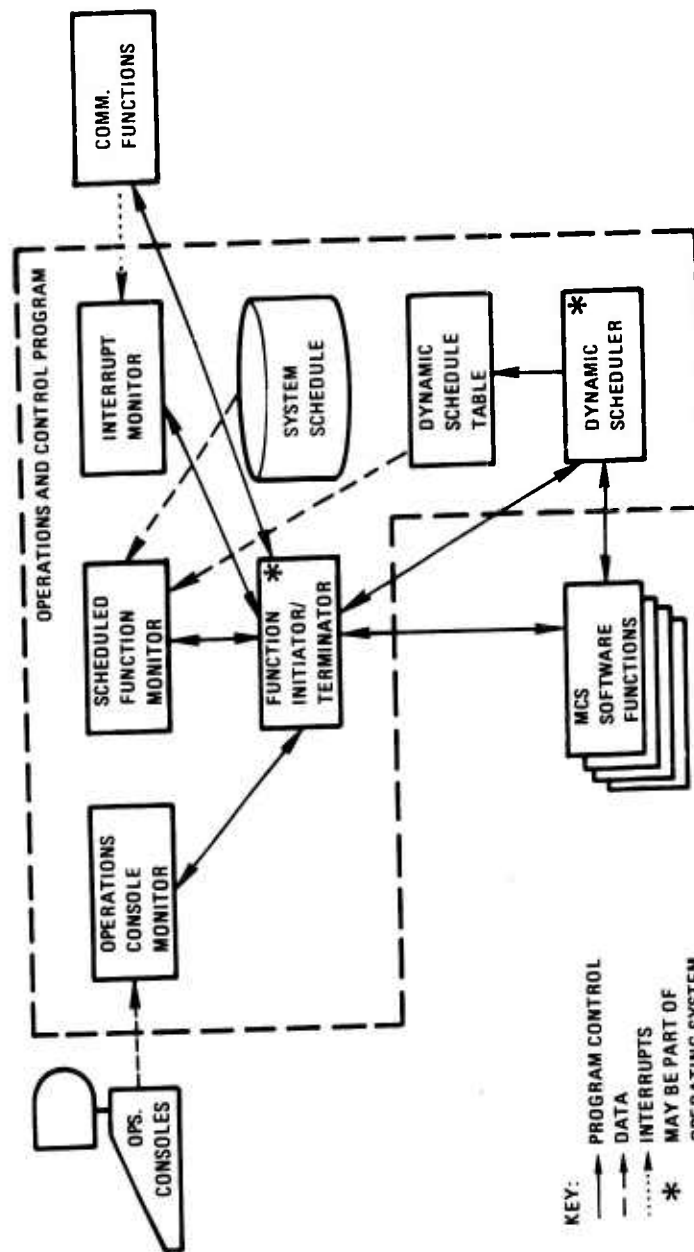 OPERATIONS AND CONTROL PROGRAM
OPS.
CONSOLES
OPERATIONS
CONSOLE
MONITOR
SCHEDULED
FUNCTION
MONITOR
INTERRUPT
MONITOR
COMM.
FUNCTIONS
FUNCTION
INITIATOR/
TERMINATOR
*
SYSTEM
SCHEDULE
DYNAMIC
SCHEDULE
TABLE
MCS
SOFTWARE
FUNCTIONS
DYNAMIC
SCHEDULER
*
KEY:
PROGRAM CONTROL
DATA
INTERRUPTS
* MAY BE PART OF
OPERATING SYSTEM